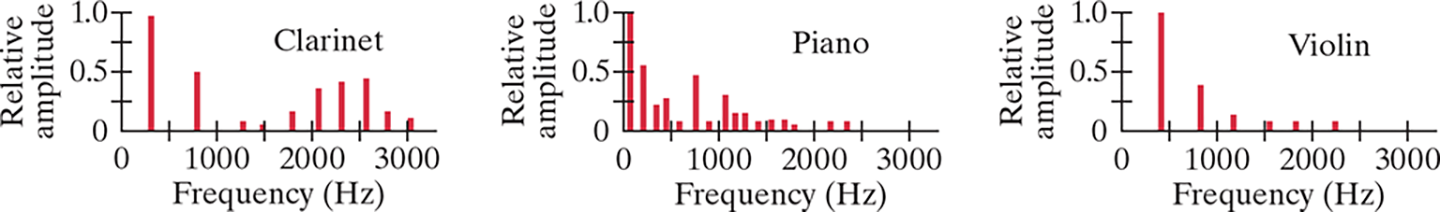 Relative
amplitude
1.0
0.5
0
Clarinet
0 1000 2000 3000
Frequency (Hz)
Relative
amplitude
1.0
0.5
0
Piano
0 1000 2000 3000
Frequency (Hz)
Relative
amplitude
1.0
0.5
0
Violin
0 1000 2000 3000
Frequency (Hz)